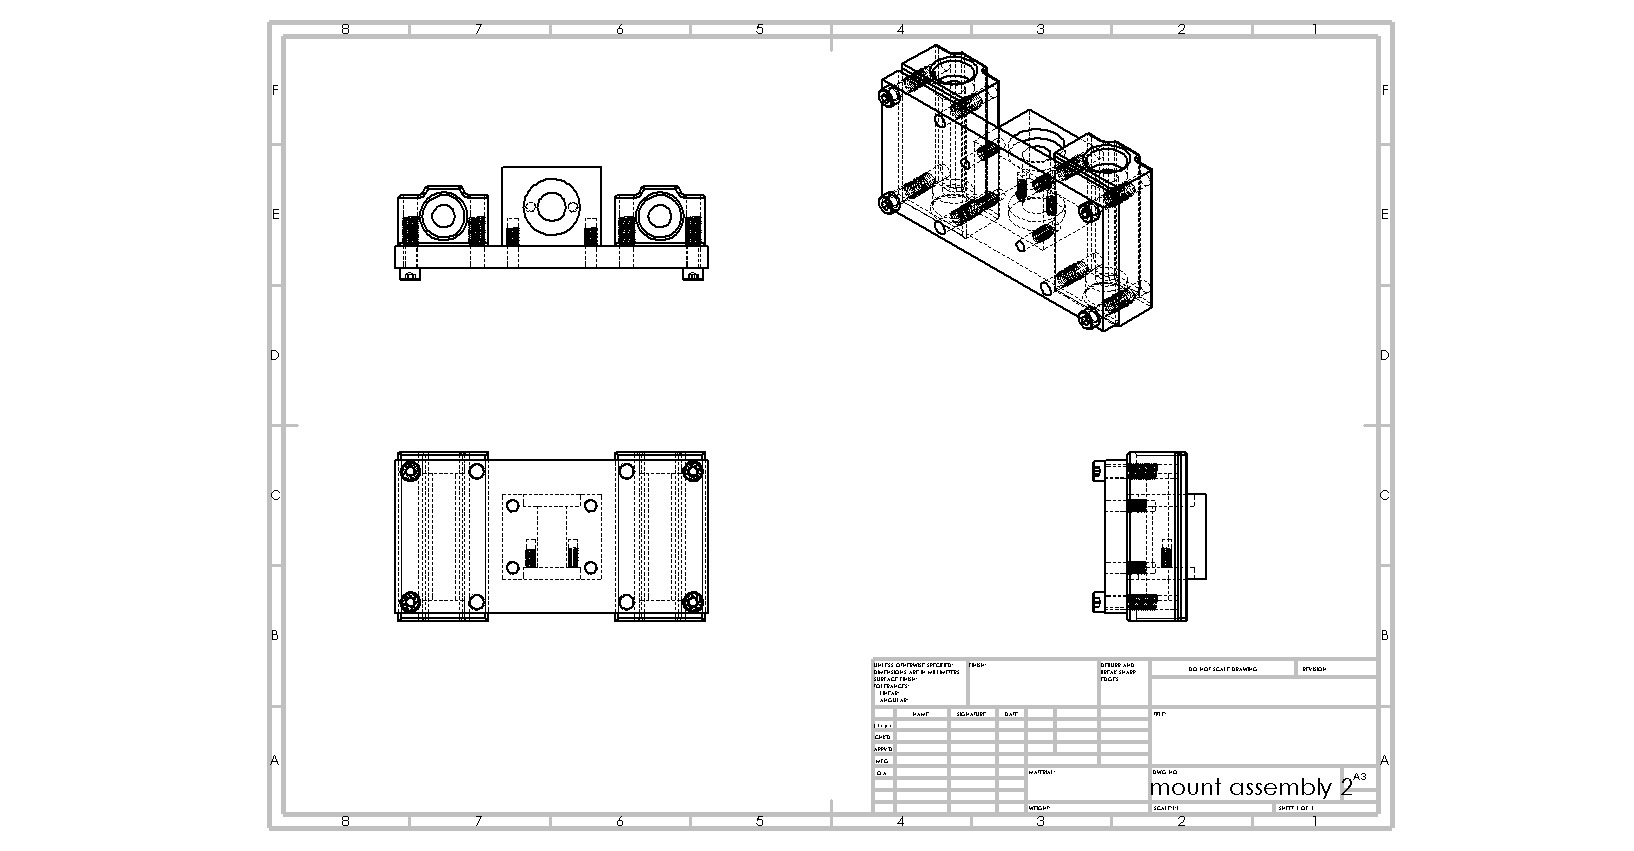 8 7 6 5 4 3 2 1
F F
E E
D D
C C
B B
A A
UNLESS OTHERWISE SPECIFIED:
DIMENSIONS ARE IN MILLIMETERS
SURFACE FINISH:
TOLERANCES:
LINEAR:
ANGULAR:
FINISH:
DEBURR AND
BREAK SHARP
EDGES
DO NOT SCALE DRAWING
REVISION
NAME SIGNATURE DATE
CHK'D
APPV'D
MFG
Q.A
TITLE:
MATERIAL:
DWG NO.
mount assembly 2
A3
WEIGHT:
SCALE:1:1
SHEET 1 OF 1
8 7 6 5 4 3 2 1